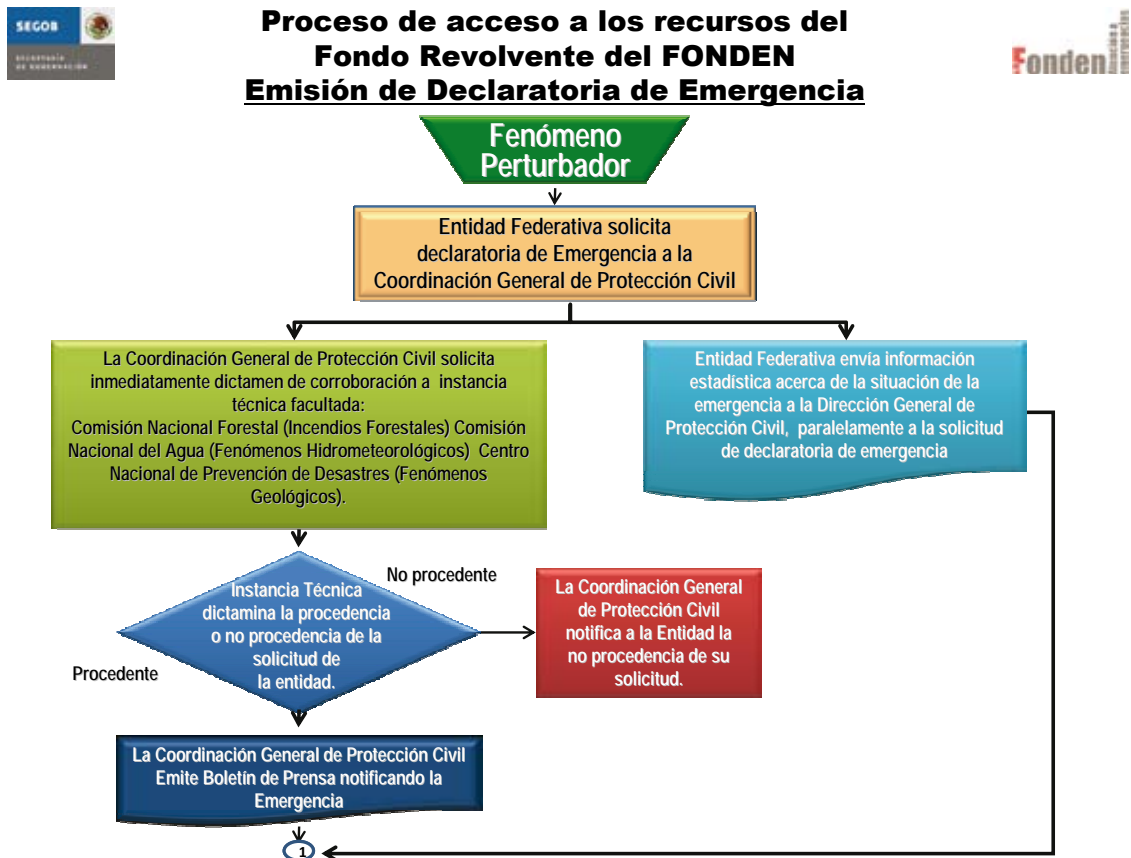 SEGOB
SECRETARÍA
DE GOBERNACIÓN
Proceso de acceso a los recursos del
Fondo Revolvente del FONDEN
Emisión de Declaratoria de Emergencia
Fonden
Fenómeno
Perturbador
Entidad Federativa solicita
declaratoria de Emergencia a la
Coordinación General de Protección Civil
La Coordinación General de Protección Civil solicita
inmediatamente dictamen de corroboración a instancia
técnica facultada:
Comisión Nacional Forestal (Incendios Forestales) Comisión
Nacional del Agua (Fenómenos Hidrometeorológicos) Centro
Nacional de Prevención de Desastres (Fenómenos
Geológicos).
Entidad Federativa envía información
estadística acerca de la situación de la
emergencia a la Dirección General de
Protección Civil, paralelamente a la solicitud
de declaratoria de emergencia
Instancia Técnica
dictamina la procedencia
o no procedencia de la
solicitud de
la entidad.
No procedente
La Coordinación General
de Protección Civil
notifica a la Entidad la
no procedencia de su
solicitud.
Procedente
La Coordinación General de Protección Civil
Emite Boletín de Prensa notificando la
Emergencia
1